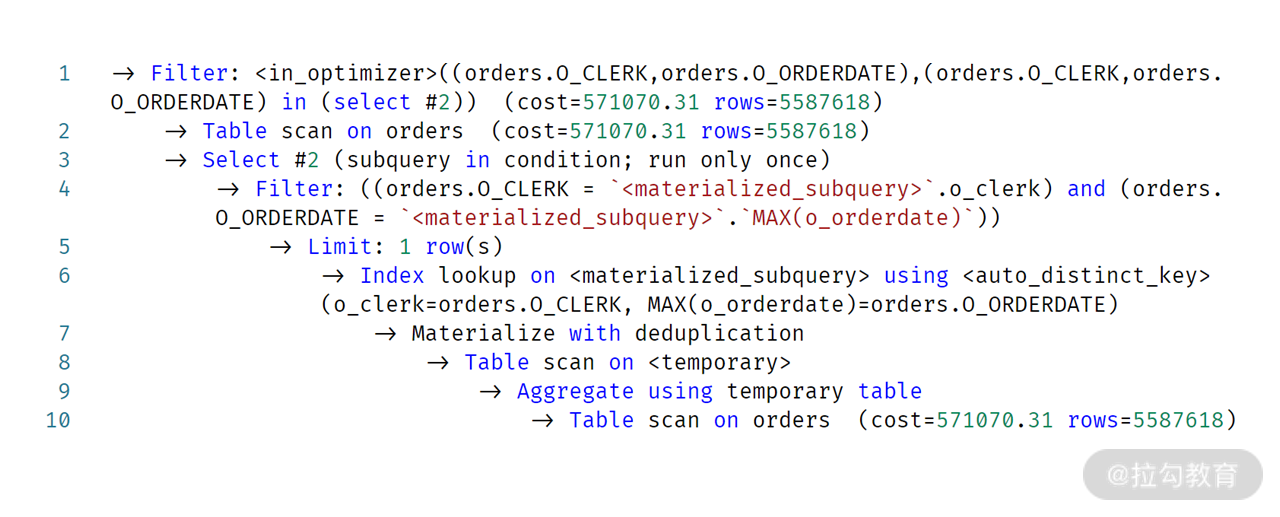 1 → Filter: <in_optimizer>((orders.O_CLERK,orders.O_ORDERDATE),(orders.O_CLERK,orders.
O_ORDERDATE) in (select #2))  (cost=571070.31 rows=5587618)
2 → Table scan on orders  (cost=571070.31 rows=5587618)
3 → Select #2 (subquery in condition; run only once)
4 → Filter: ((orders.O_CLERK = `<materialized_subquery>`.o_clerk) and (orders.
O_ORDERDATE = `<materialized_subquery>`.`MAX(o_orderdate)`))
5 → Limit: 1 row(s)
6 → Index lookup on <materialized_subquery> using <auto_distinct_key>
(o_clerk=orders.O_CLERK, MAX(o_orderdate)=orders.O_ORDERDATE)
7 → Materialize with deduplication
8 → Table scan on <temporary>
9 → Aggregate using temporary table
10 → Table scan on orders  (cost=571070.31 rows=5587618)
@拉勾教育